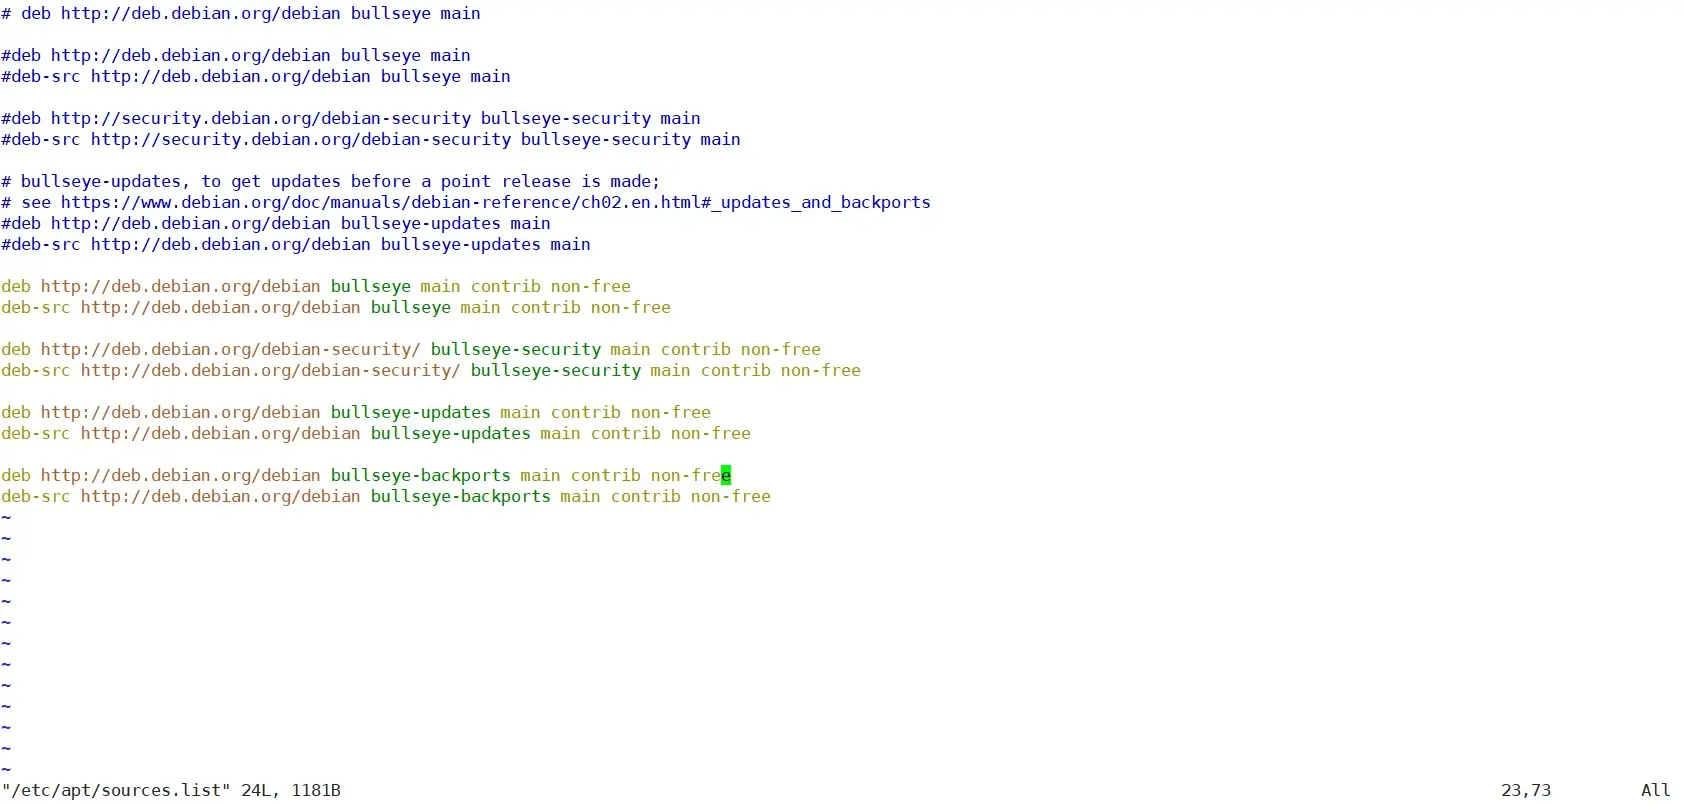 # deb http://deb.debian.org/debian bullseye main
#deb http://deb.debian.org/debian bullseye main
#deb-src http://deb.debian.org/debian bullseye main
#deb http://security.debian.org/debian-security bullseye-security main
#deb-src http://security.debian.org/debian-security bullseye-security main
# bullseye-updates, to get updates before a point release is made;
# see https://www.debian.org/doc/manuals/debian-reference/ch02.en.html#_updates_and_backports
#deb http://deb.debian.org/debian bullseye-updates main
#deb-src http://deb.debian.org/debian bullseye-updates main
deb http://deb.debian.org/debian bullseye main contrib non-free
deb-src http://deb.debian.org/debian bullseye main contrib non-free
deb http://deb.debian.org/debian-security/ bullseye-security main contrib non-free
deb-src http://deb.debian.org/debian-security/ bullseye-security main contrib non-free
deb http://deb.debian.org/debian bullseye-updates main contrib non-free
deb-src http://deb.debian.org/debian bullseye-updates main contrib non-free
deb http://deb.debian.org/debian bullseye-backports main contrib non-free
deb-src http://deb.debian.org/debian bullseye-backports main contrib non-free
~
~
~
~
~
~
~
~
~
~
~
~
~
"/etc/apt/sources.list" 24L, 1181B 23,73 All